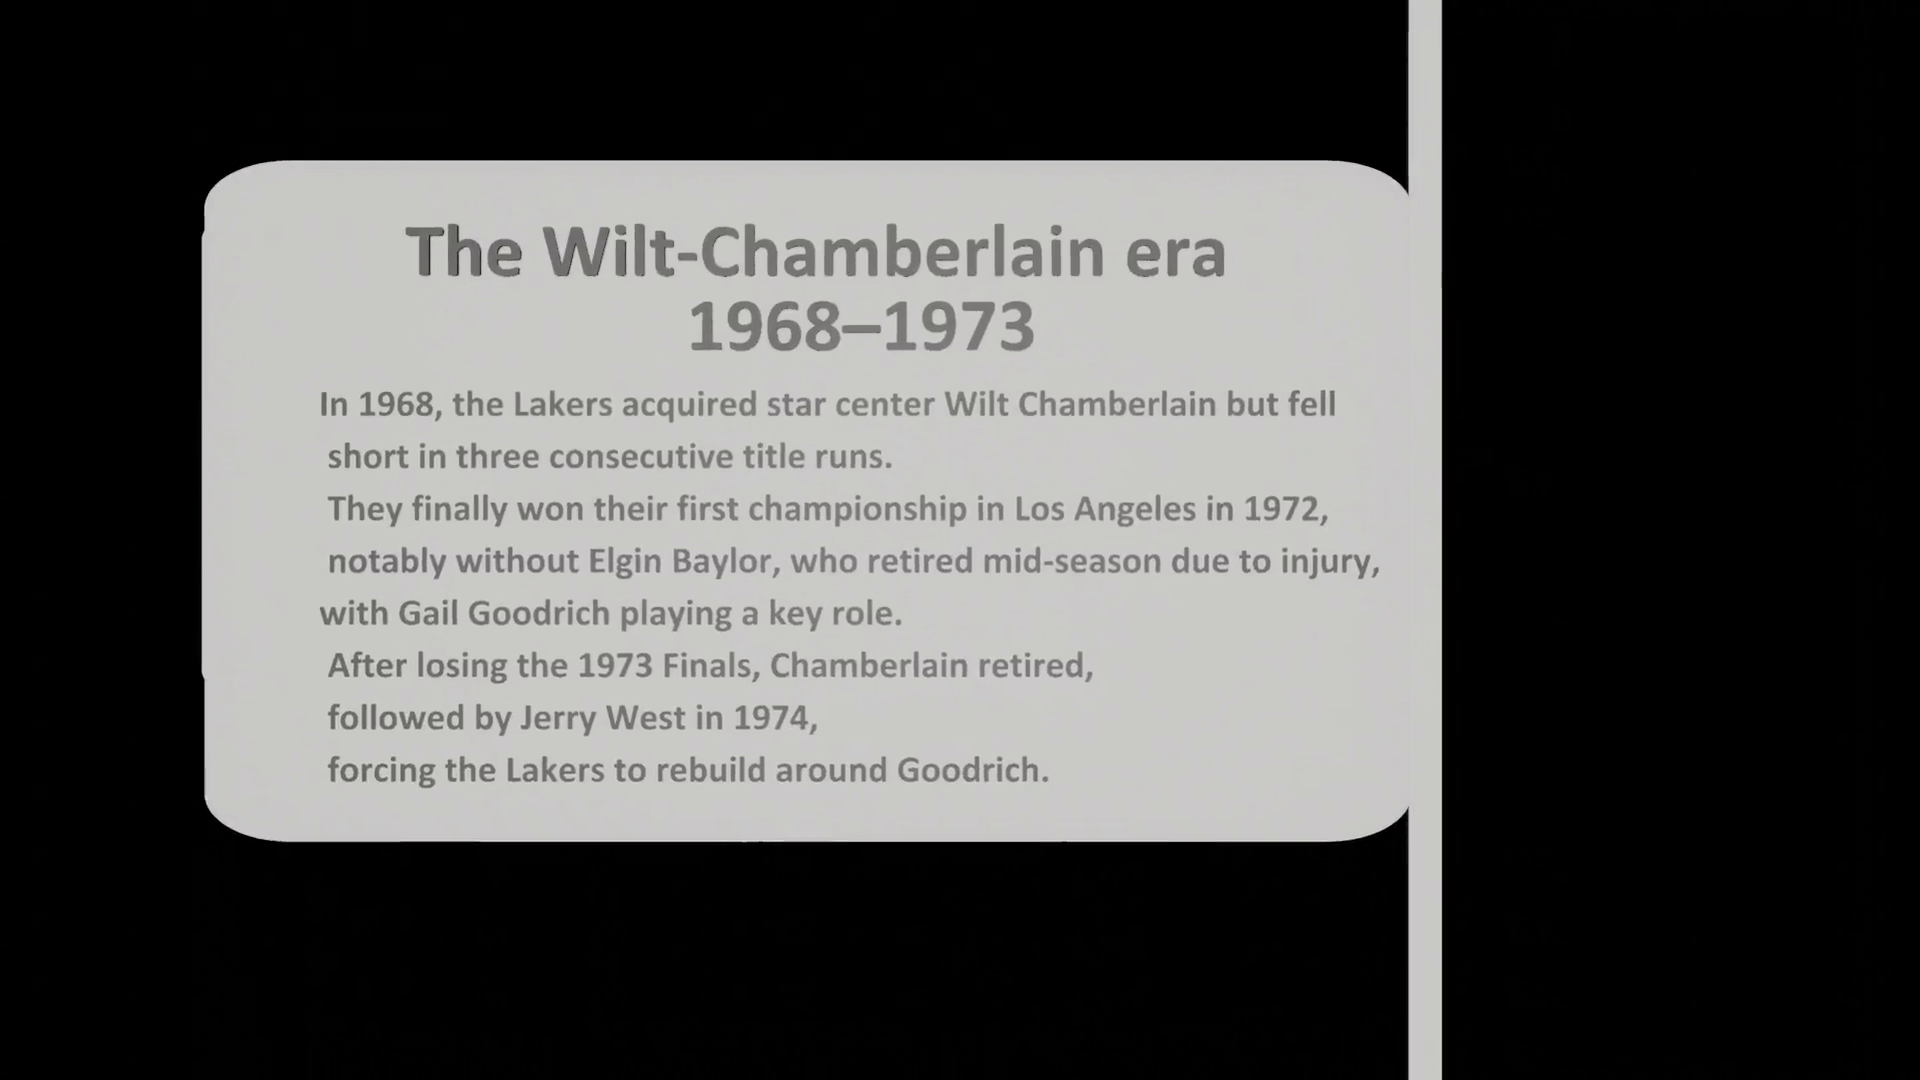 The Wilt-Chamberlain era
1968–1973
In 1968, the Lakers acquired star center Wilt Chamberlain but fell
short in three consecutive title runs.
They finally won their first championship in Los Angeles in 1972,
notably without Elgin Baylor, who retired mid-season due to injury,
with Gail Goodrich playing a key role.
After losing the 1973 Finals, Chamberlain retired,
followed by Jerry West in 1974,
forcing the Lakers to rebuild around Goodrich.